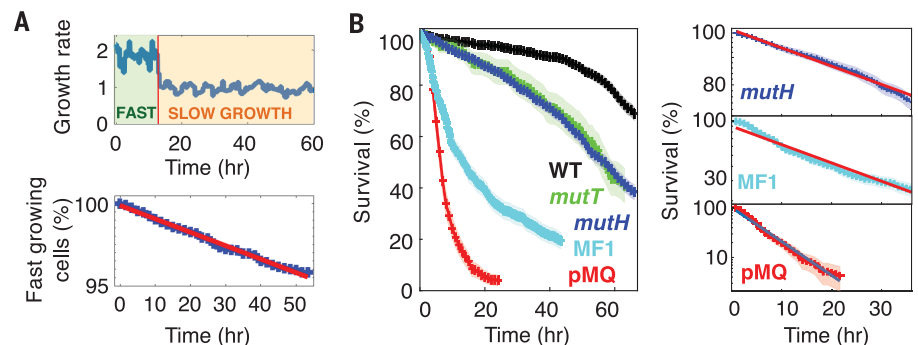 A
Growth rate
2
1
0
FAST
SLOW GROWTH
0 10 20 30 40 50 60
Time (hr)
Fast growing
cells (%)
100
95
0 10 20 30 40 50
Time (hr)
B
Survival (%)
100
80
60
40
20
0
WT
mutT
mutH
MF1
pMQ
0 20 40 60
Time (hr)
Survival (%)
100
80
mutH
100
30
MF1
100
10
pMQ
0 10 20 30
Time (hr)